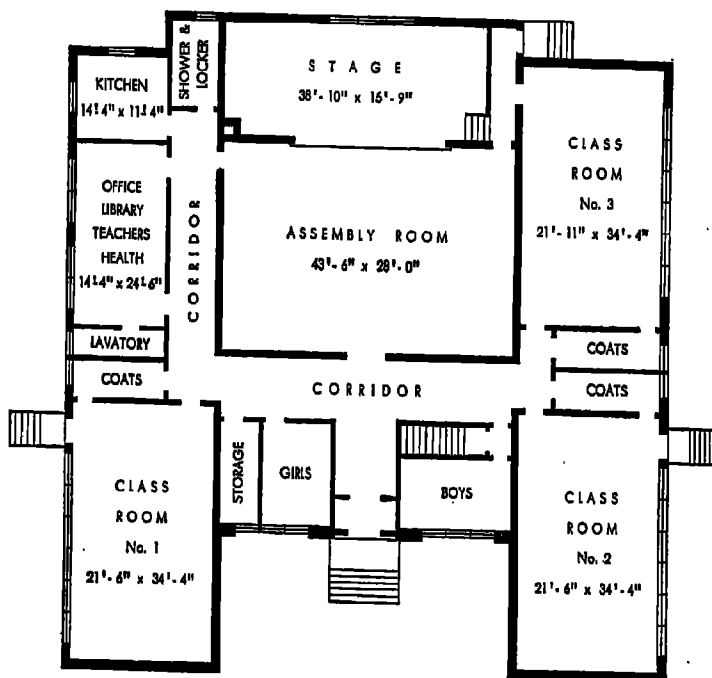 SHOWER &
LOCKER
STAGE
38'-10" x 15'-9"
KITCHEN
14'-4" x 11'-4"
CLASS
ROOM
No. 3
21'-11" x 34'-4"
OFFICE
LIBRARY
TEACHERS
HEALTH
14'-4" x 24'-6"
CORRIDOR
ASSEMBLY ROOM
43'-6" x 28'-0"
LAVATORY
COATS
COATS
COATS
CORRIDOR
STORAGE
GIRLS
BOYS
CLASS
ROOM
No. 1
21'-6" x 34'-4"
CLASS
ROOM
No. 2
21'-6" x 34'-4"